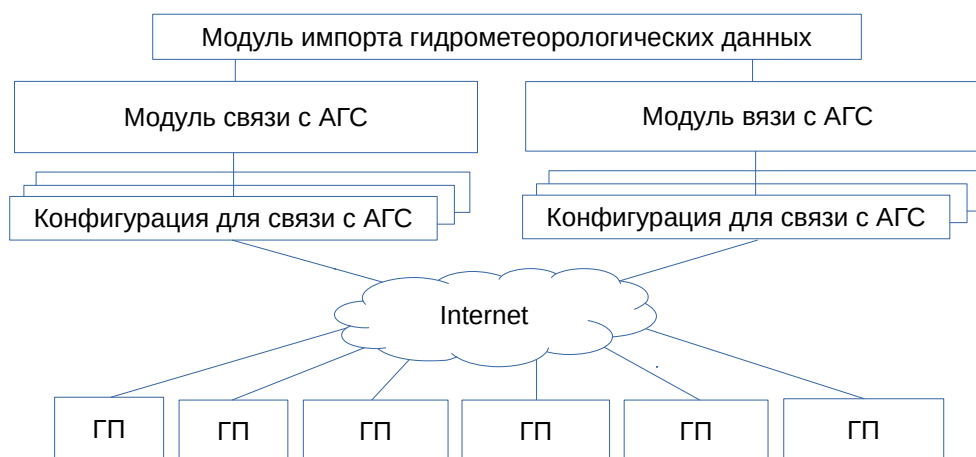 Модуль импорта гидрометеорологических данных
Модуль связи с АГС
Модуль вязи с АГС
Конфигурация для связи с АГС
Конфигурация для связи с АГС
Internet
ГП
ГП
ГП
ГП
ГП
ГП